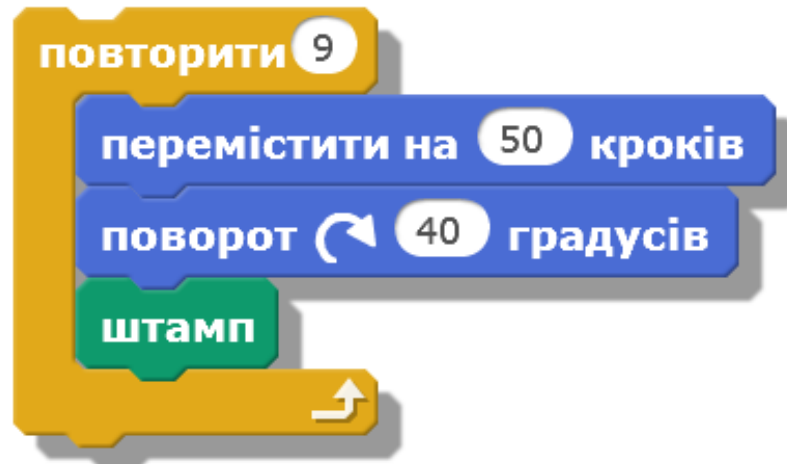 повторити 9
перемістити на 50 кроків
поворот 40 градусів
штамп